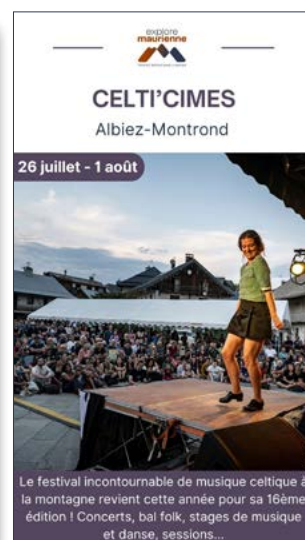 explore
maurienne
CELTI'CIMES
Albiez-Montrond
26 juillet - 1 août
Le festival incontournable de musique celtique à
la montagne revient cette année pour sa 16ème
édition ! Concerts, bal folk, stages de musique
et danse, sessions...